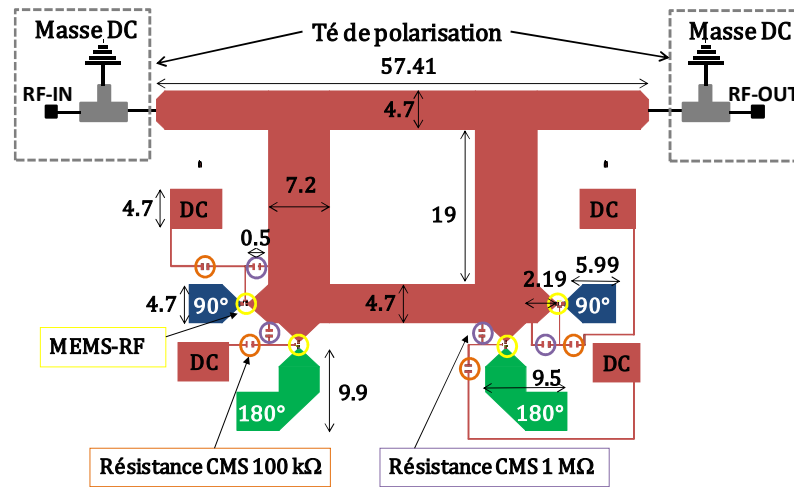 Masse DC
Té de polarisation
Masse DC
57.41
RF-IN
RF-OUT
4.7
7.2
19
4.7
DC
DC
0.5
2.19
5.99
4.7
90°
4.7
90°
MEMS-RF
DC
DC
9.9
9.5
180°
180°
Résistance CMS 100 kΩ
Résistance CMS 1 MΩ